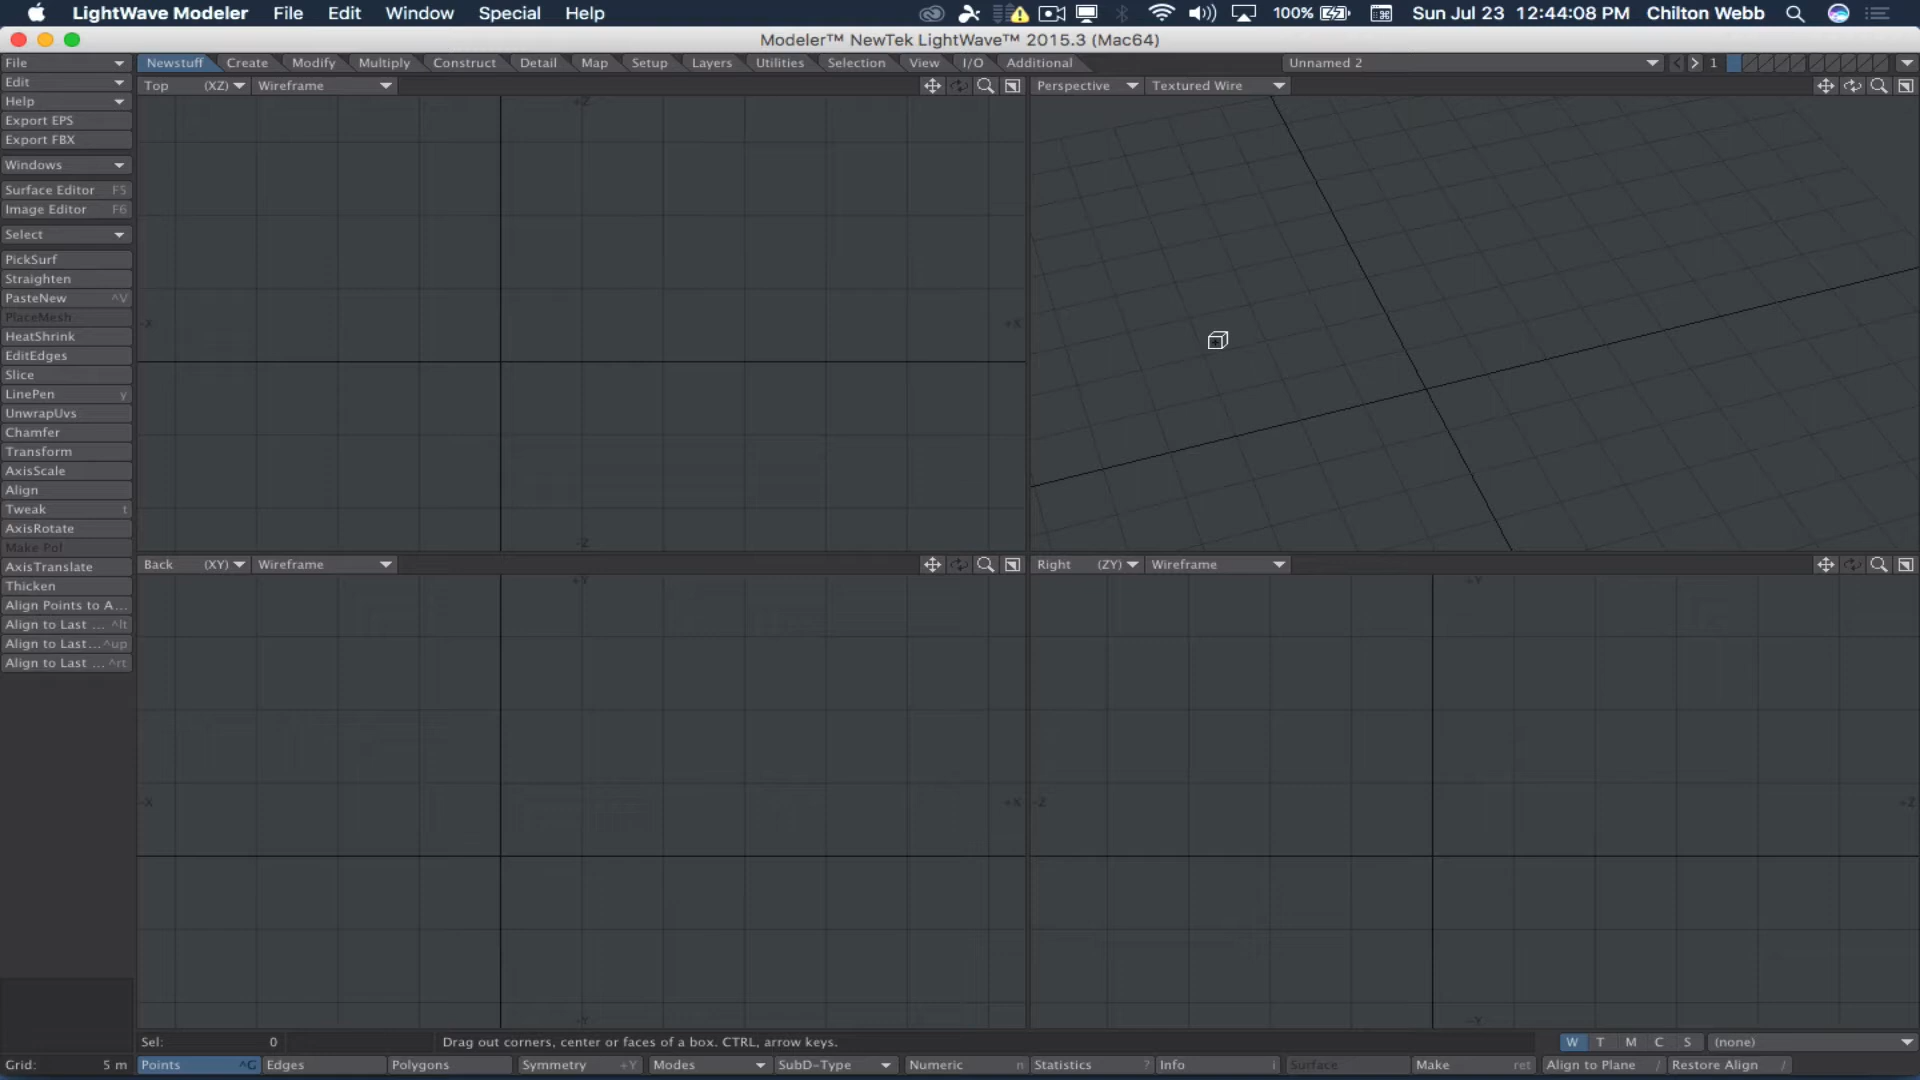 LightWave Modeler File Edit Window Special Help 100% Sun Jul 23 12:44:08 PM Chilton Webb
Modeler™ NewTek LightWave™ 2015.3 (Mac64)
File Newstuff Create Modify Multiply Construct Detail Map Setup Layers Utilities Selection View I/O Additional Unnamed 2 < > 1
Edit Top (XZ) Wireframe Perspective Textured Wire
Help +Z
Export EPS
Export FBX
Windows
Surface Editor F5
Image Editor F6
Select
PickSurf
Straighten
PasteNew ^V
PlaceMesh -X +X
HeatShrink
EditEdges
Slice
LinePen y
UnwrapUvs
Chamfer
Transform
AxisScale
Align
Tweak t
AxisRotate
Make Pol -Z
AxisTranslate Back (XY) Wireframe Right (ZY) Wireframe
Thicken +Y +Y
Align Points to A...
Align to Last ... ^lt
Align to Last... ^up
Align to Last ... ^rt
-X +X -Z +Z
-Y -Y
Sel: 0 Drag out corners, center or faces of a box. CTRL, arrow keys. W T M C S (none)
Grid: 5 m Points ^G Edges Polygons Symmetry +Y Modes SubD-Type Numeric n Statistics ? Info i Surface Make ret Align to Plane / Restore Align /